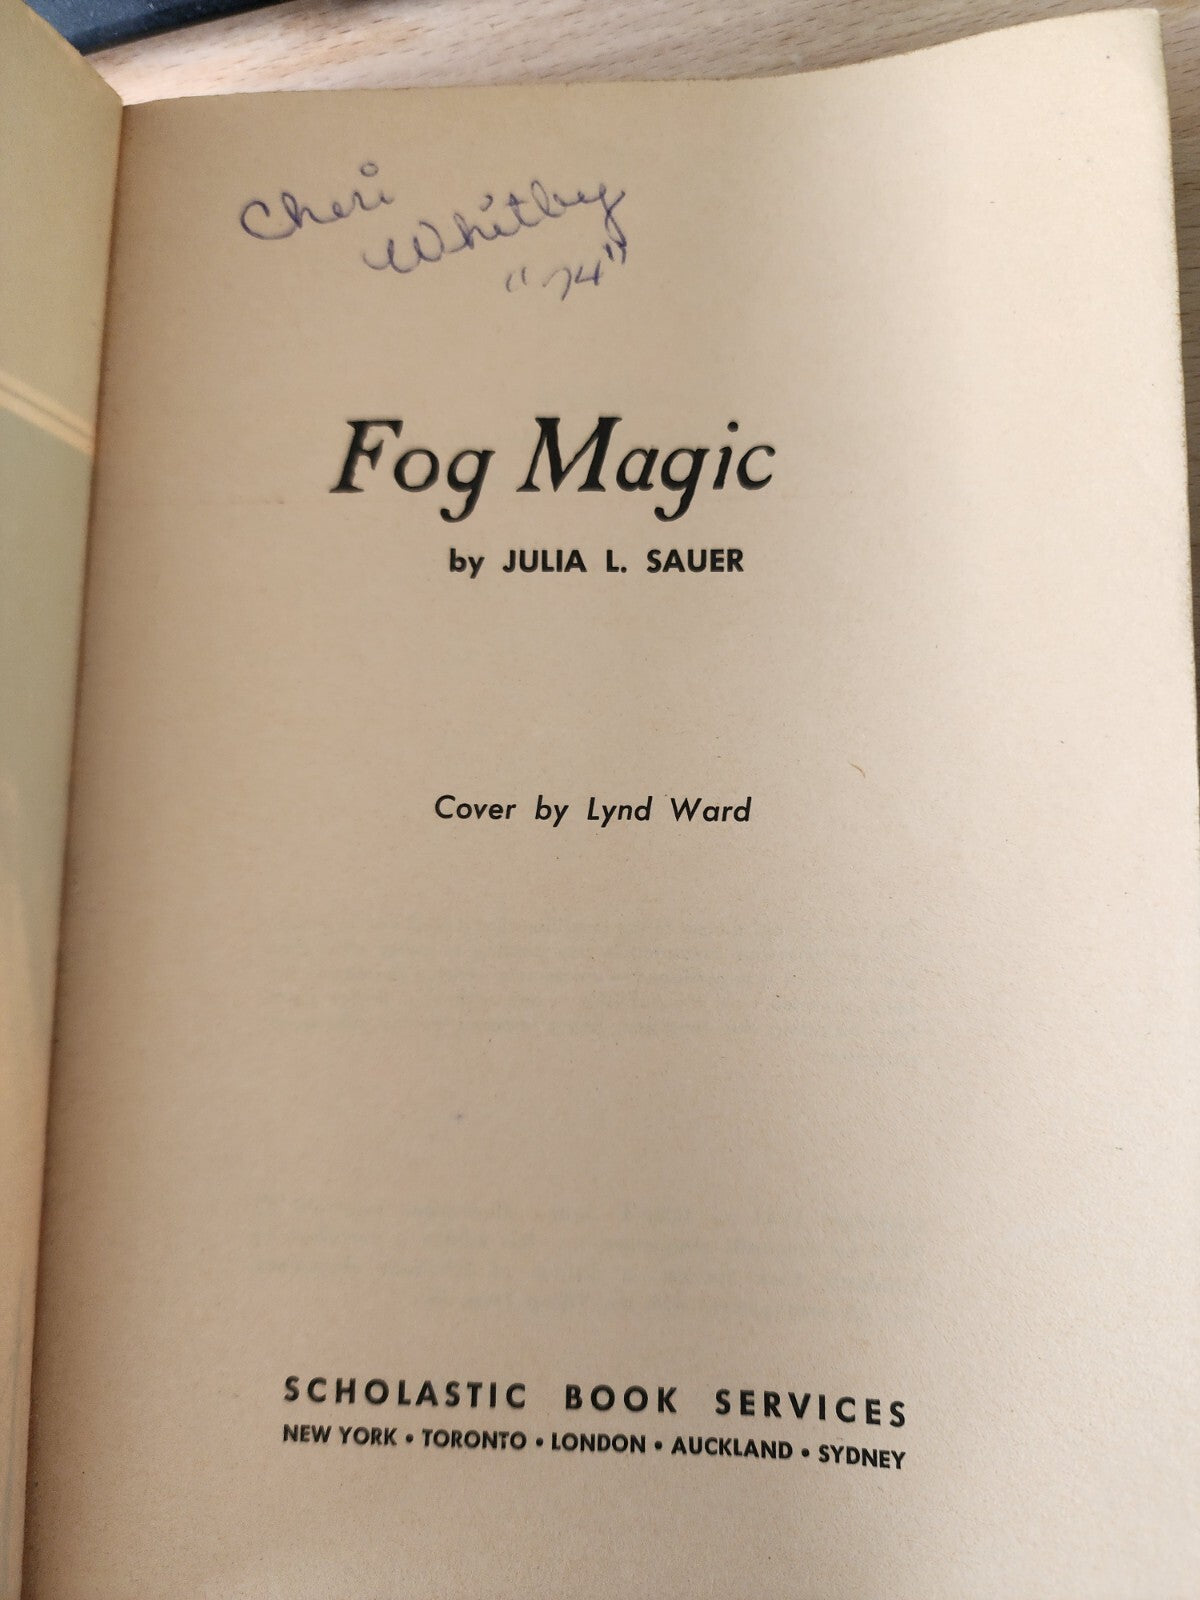 Cheri
Whitby
"74"
Fog Magic
by JULIA L. SAUER
Cover by Lynd Ward
SCHOLASTIC BOOK SERVICES
NEW YORK • TORONTO • LONDON • AUCKLAND • SYDNEY